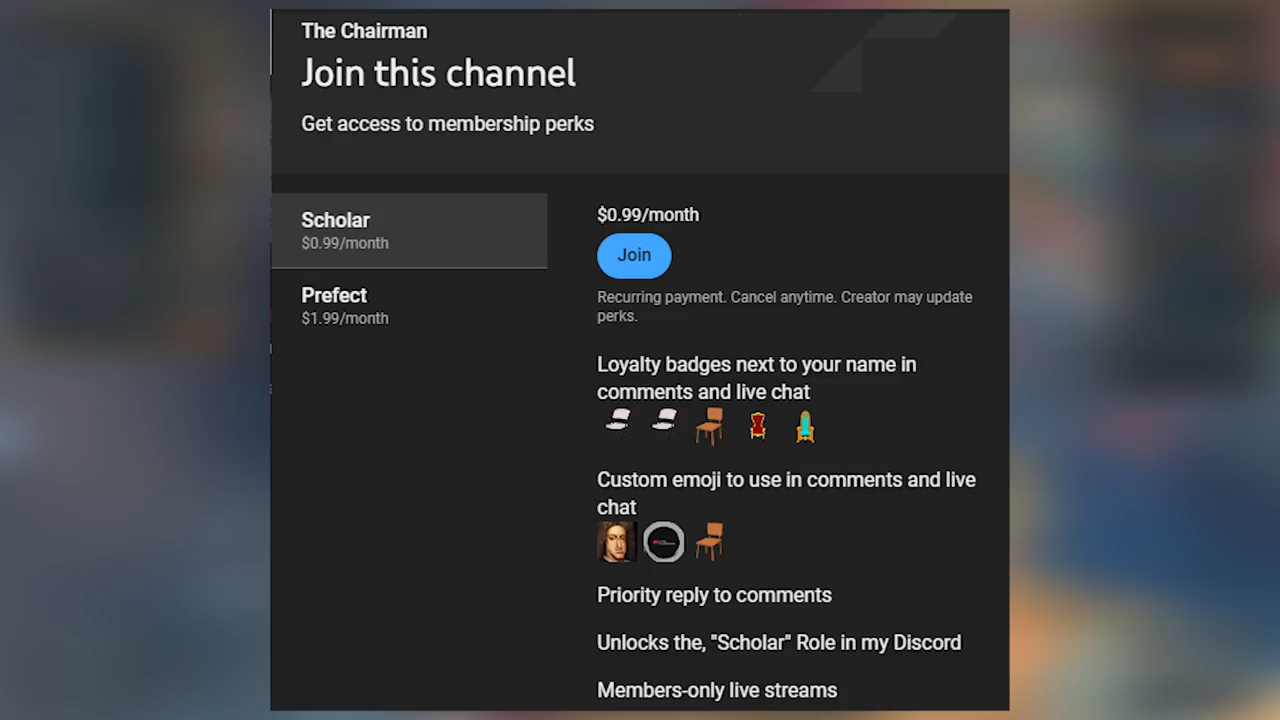 The Chairman
Join this channel
Get access to membership perks
Scholar
$0.99/month
Prefect
$1.99/month
$0.99/month
Join
Recurring payment. Cancel anytime. Creator may update
perks.
Loyalty badges next to your name in
comments and live chat
Custom emoji to use in comments and live
chat
Priority reply to comments
Unlocks the, "Scholar" Role in my Discord
Members-only live streams